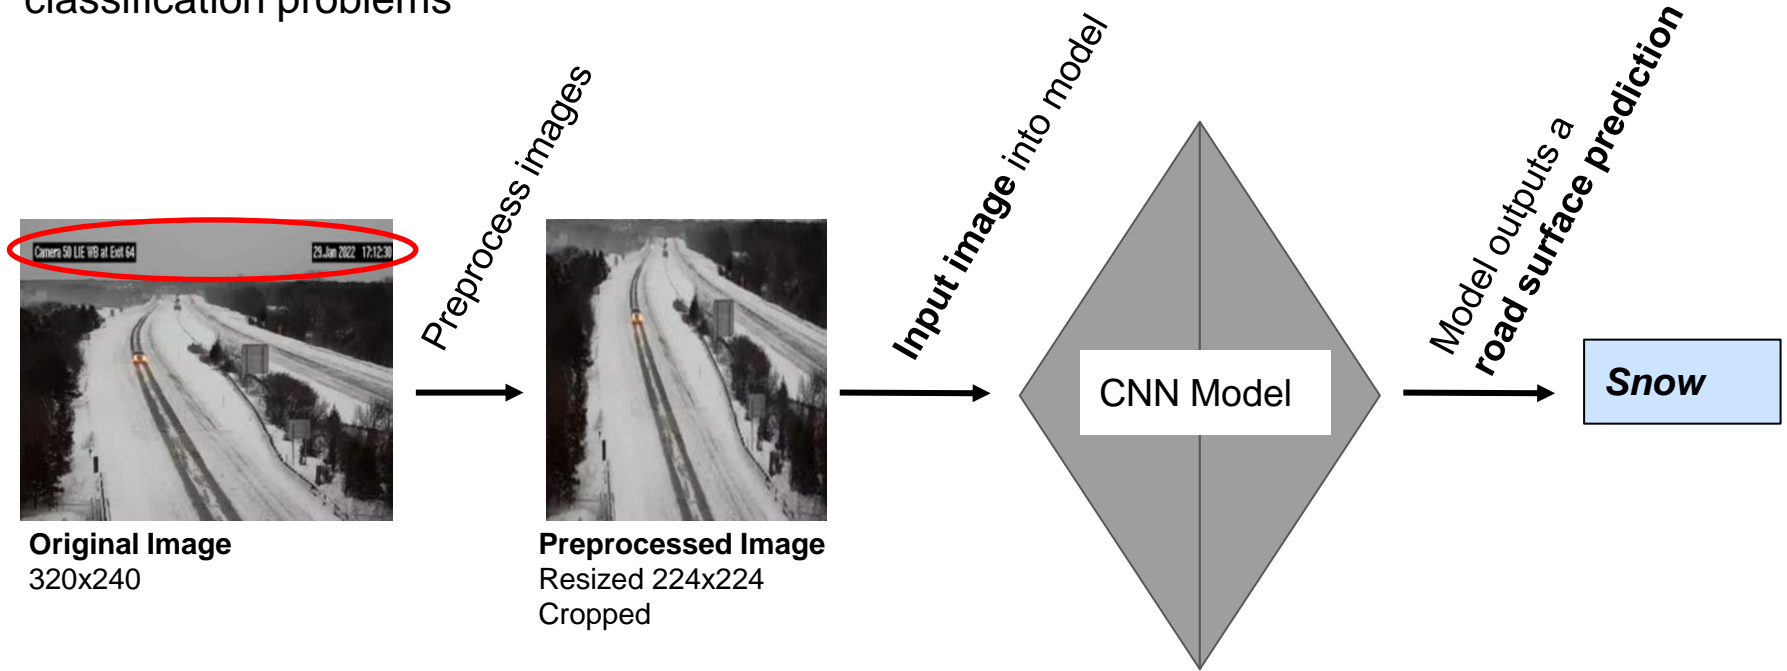 classification problems
Preprocess images
Input image into model
Model outputs a
road surface prediction
Camera 50 LIE WB at Exit 64
29 Jan 2022 17:12:30
CNN Model
Snow
Original Image
320x240
Preprocessed Image
Resized 224x224
Cropped